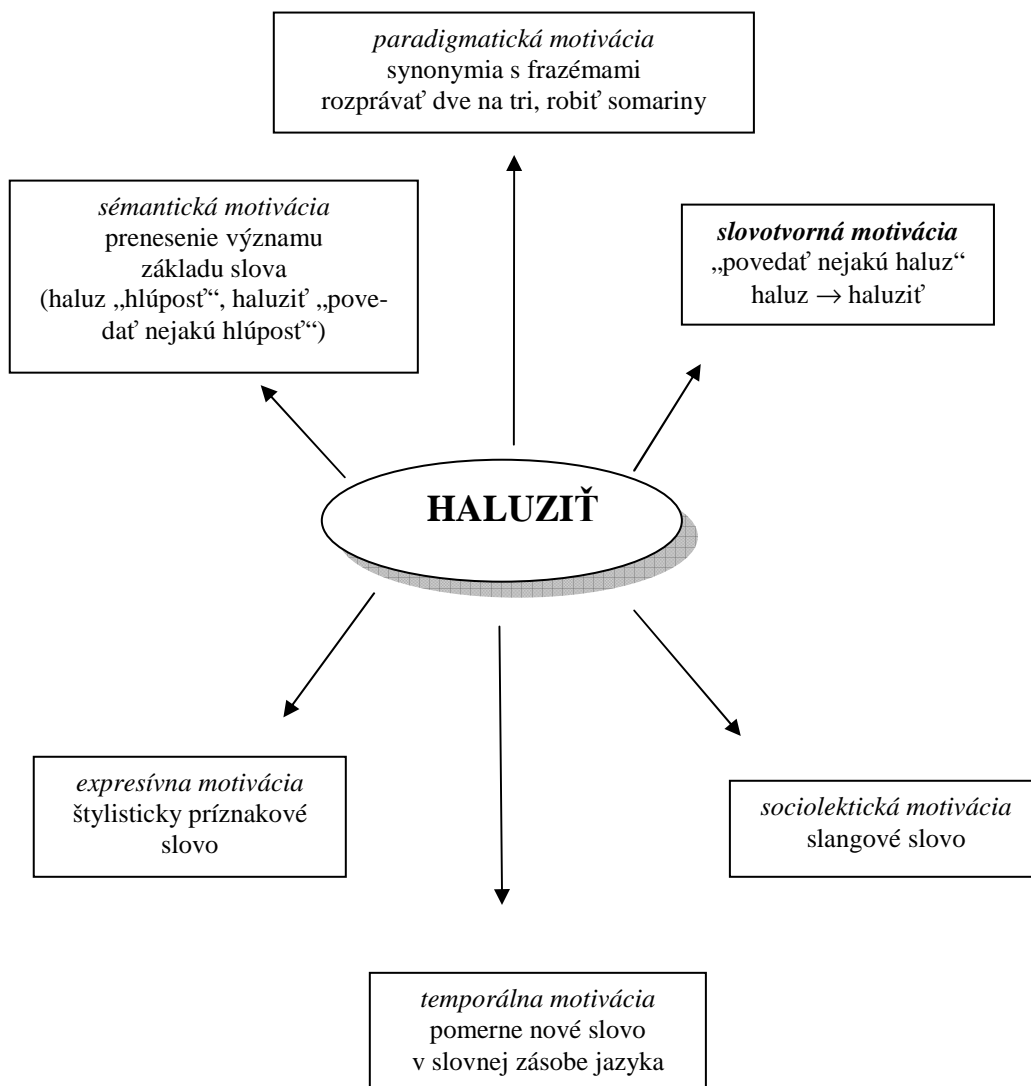 paradigmatická motivácia
synonymia s frazémami
rozprávať dve na tri, robiť somariny
sémantická motivácia
prenesenie významu
základu slova
(haluz „hlúposť“, haluziť „pove-
dať nejakú hlúposť“)
slovotvorná motivácia
„povedať nejakú haluz“
haluz → haluziť
HALUZIŤ
expresívna motivácia
štylisticky príznakové
slovo
sociolektická motivácia
slangové slovo
temporálna motivácia
pomerne nové slovo
v slovnej zásobe jazyka